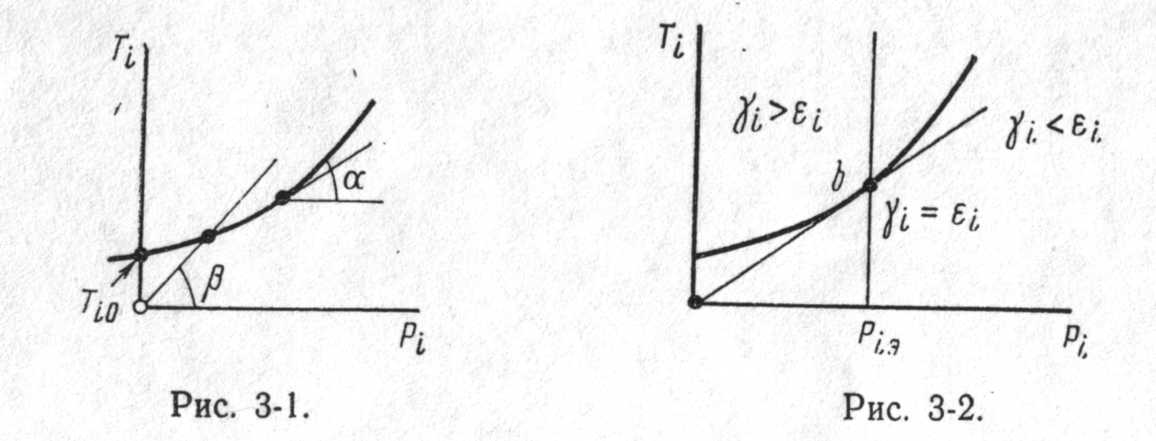 Tᵢ
α
β
Tᵢ₀
Pᵢ
Рис. 3-1.
Tᵢ
γᵢ>εᵢ
γᵢ<εᵢ.
b
γᵢ = εᵢ
Pᵢ.э
Pᵢ.
Рис. 3-2.